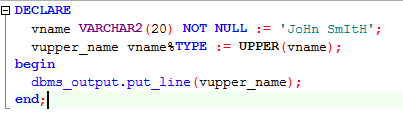 DECLARE
vname VARCHAR2(20) NOT NULL := 'JoHn SmItH';
vupper_name vname%TYPE := UPPER(vname);
begin
dbms_output.put_line(vupper_name);
end;